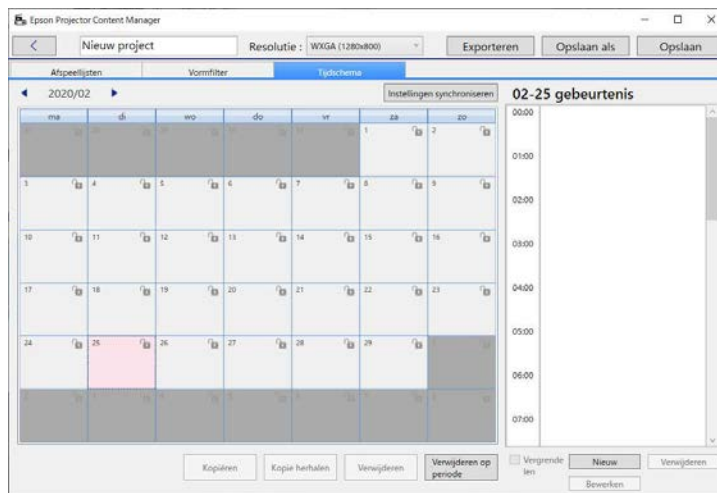 Epson Projector Content Manager
Nieuw project
Resolutie : WXGA (1280x800)
Exporteren
Opslaan als
Opslaan
Afspeellijsten
Vormfilter
Tijdschema
2020/02
Instellingen synchroniseren
02-25 gebeurtenis
ma di wo do vr za zo
1 2
3 4 5 6 7 8 9
10 11 12 13 14 15 16
17 18 19 20 21 22 23
24 25 26 27 28 29
00:00
01:00
02:00
03:00
04:00
05:00
06:00
07:00
Kopiëren
Kopie herhalen
Verwijderen
Verwijderen op
periode
Vergrende
len
Nieuw
Verwijderen
Bewerken